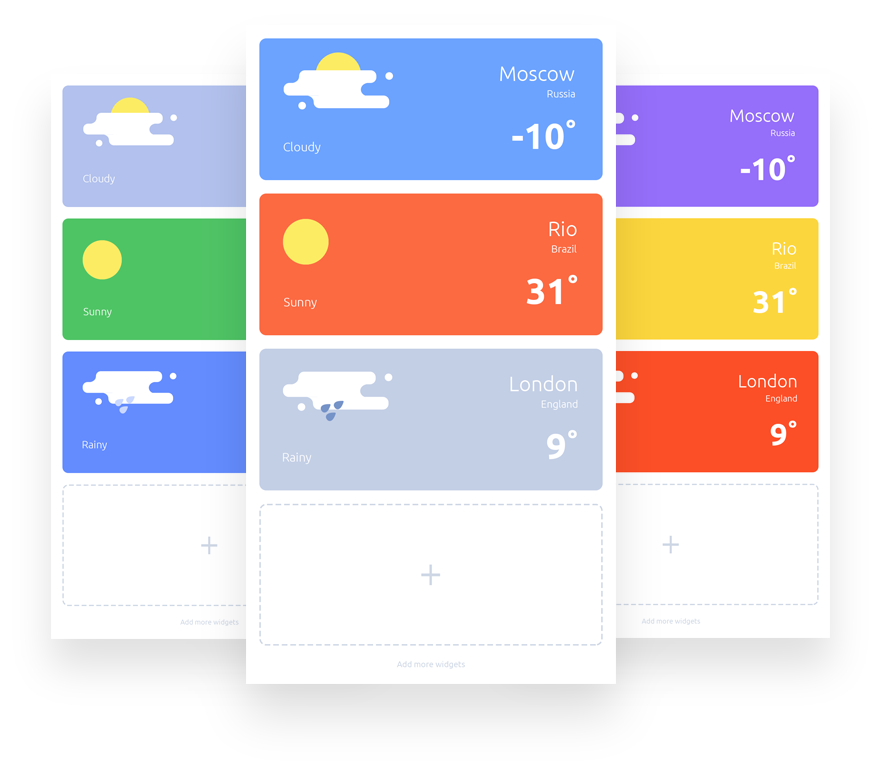 Cloudy
Sunny
Rainy
Add more widgets
Moscow
Russia
-10°
Cloudy
Rio
Brazil
31°
Sunny
London
England
9°
Rainy
Add more widgets
Moscow
Russia
-10°
Rio
Brazil
31°
London
England
9°
Add more widgets